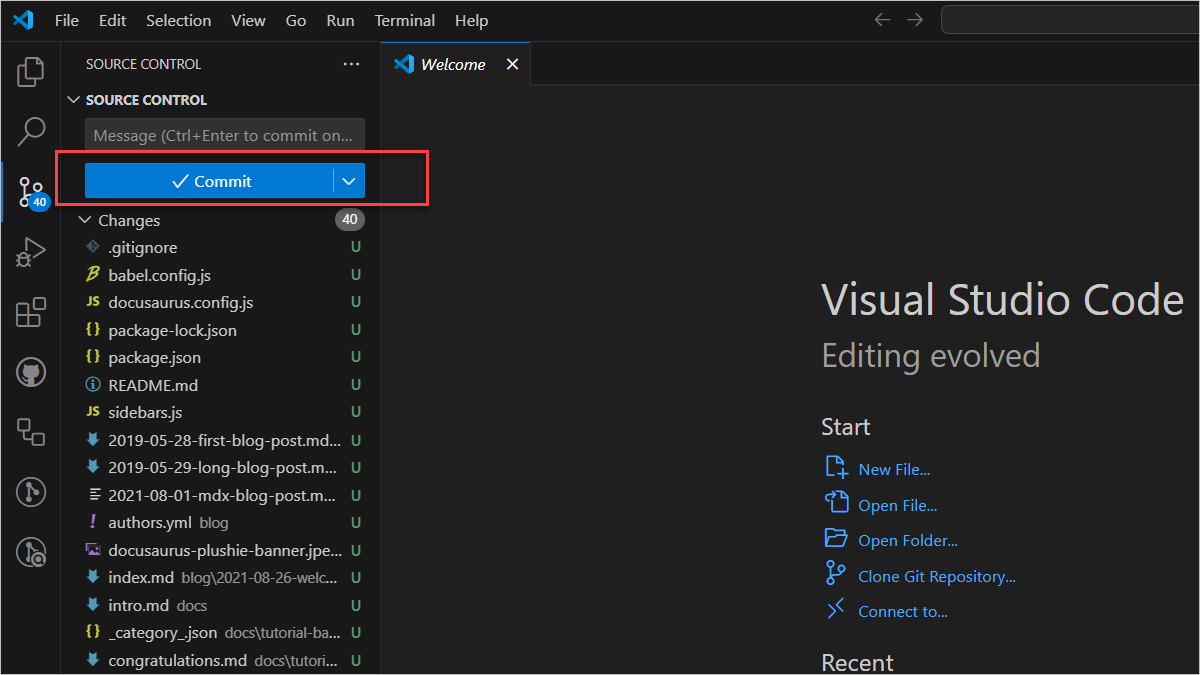 File Edit Selection View Go Run Terminal Help
SOURCE CONTROL ...
Welcome
SOURCE CONTROL
Message (Ctrl+Enter to commit on...
Commit
40
Changes 40
.gitignore U
babel.config.js U
JS docusaurus.config.js U
{} package-lock.json U
{} package.json U
README.md U
JS sidebars.js U
2019-05-28-first-blog-post.md... U
2019-05-29-long-blog-post.m... U
2021-08-01-mdx-blog-post.m... U
! authors.yml blog U
docusaurus-plushie-banner.jpe... U
index.md blog\2021-08-26-welc... U
intro.md docs U
{} _category_.json docs\tutorial-ba... U
congratulations.md docs\tutori... U
Visual Studio Code
Editing evolved
Start
New File...
Open File...
Open Folder...
Clone Git Repository...
Connect to...
Recent